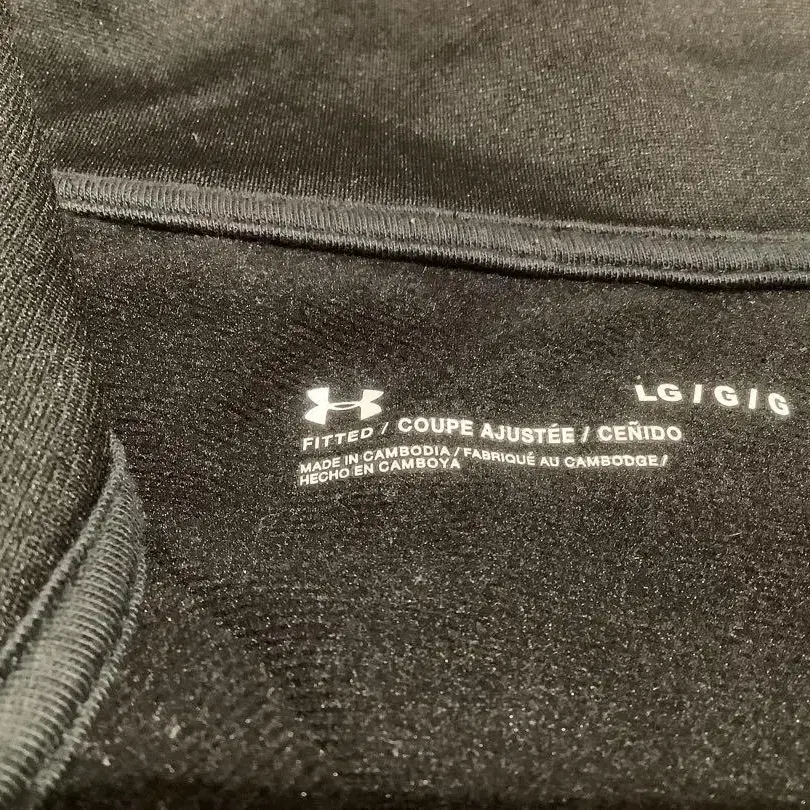 LG / G / G
FITTED / COUPE AJUSTÉE / CEÑIDO
MADE IN CAMBODIA / FABRIQUÉ AU CAMBODGE /
HECHO EN CAMBOYA